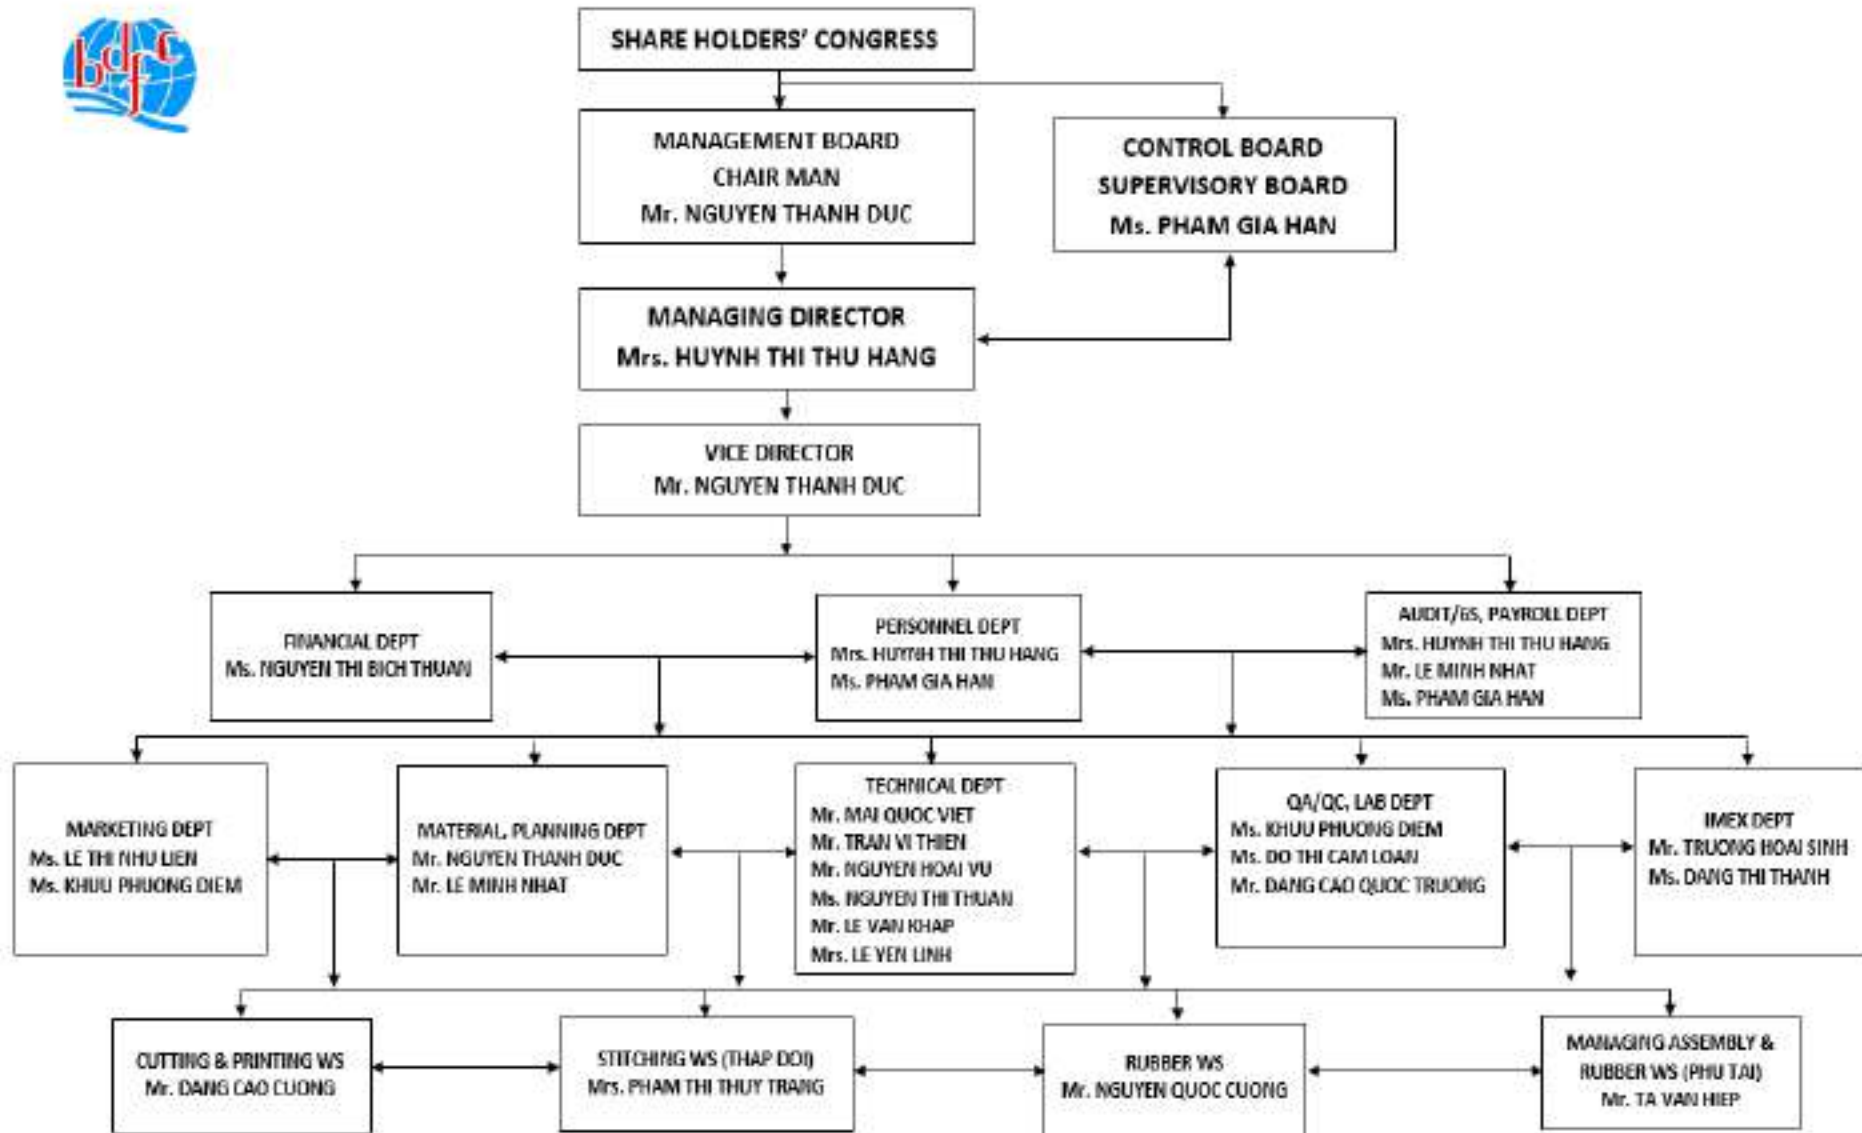 bdfc
SHARE HOLDERS' CONGRESS
MANAGEMENT BOARD
CHAIR MAN
Mr. NGUYEN THANH DUC
CONTROL BOARD
SUPERVISORY BOARD
Ms. PHAM GIA HAN
MANAGING DIRECTOR
Mrs. HUYNH THI THU HANG
VICE DIRECTOR
Mr. NGUYEN THANH DUC
FINANCIAL DEPT
Ms. NGUYEN THI BICH THUAN
PERSONNEL DEPT
Mrs. HUYNH THI THU HANG
Ms. PHAM GIA HAN
AUDIT/6S, PAYROLL DEPT
Mrs. HUYNH THI THU HANG
Mr. LE MINH NHAT
Ms. PHAM GIA HAN
MARKETING DEPT
Ms. LE THI NHU LIEN
Ms. KHUU PHUONG DIEM
MATERIAL, PLANNING DEPT
Mr. NGUYEN THANH DUC
Mr. LE MINH NHAT
TECHNICAL DEPT
Mr. MAI QUOC VIET
Mr. TRAN VI THIEN
Mr. NGUYEN HOAI VU
Ms. NGUYEN THI THUAN
Mr. LE VAN KHAP
Mrs. LE YEN LINH
QA/QC, LAB DEPT
Ms. KHUU PHUONG DIEM
Ms. DO THI CAM LOAN
Mr. DANG CAO QUOC TRUONG
IMEX DEPT
Mr. TRUONG HOAI SINH
Ms. DANG THI THANH
CUTTING & PRINTING WS
Mr. DANG CAO CUONG
STITCHING WS (THAP DOI)
Mrs. PHAM THI THUY TRANG
RUBBER WS
Mr. NGUYEN QUOC CUONG
MANAGING ASSEMBLY &
RUBBER WS (PHU TAI)
Mr. TA VAN HIEP